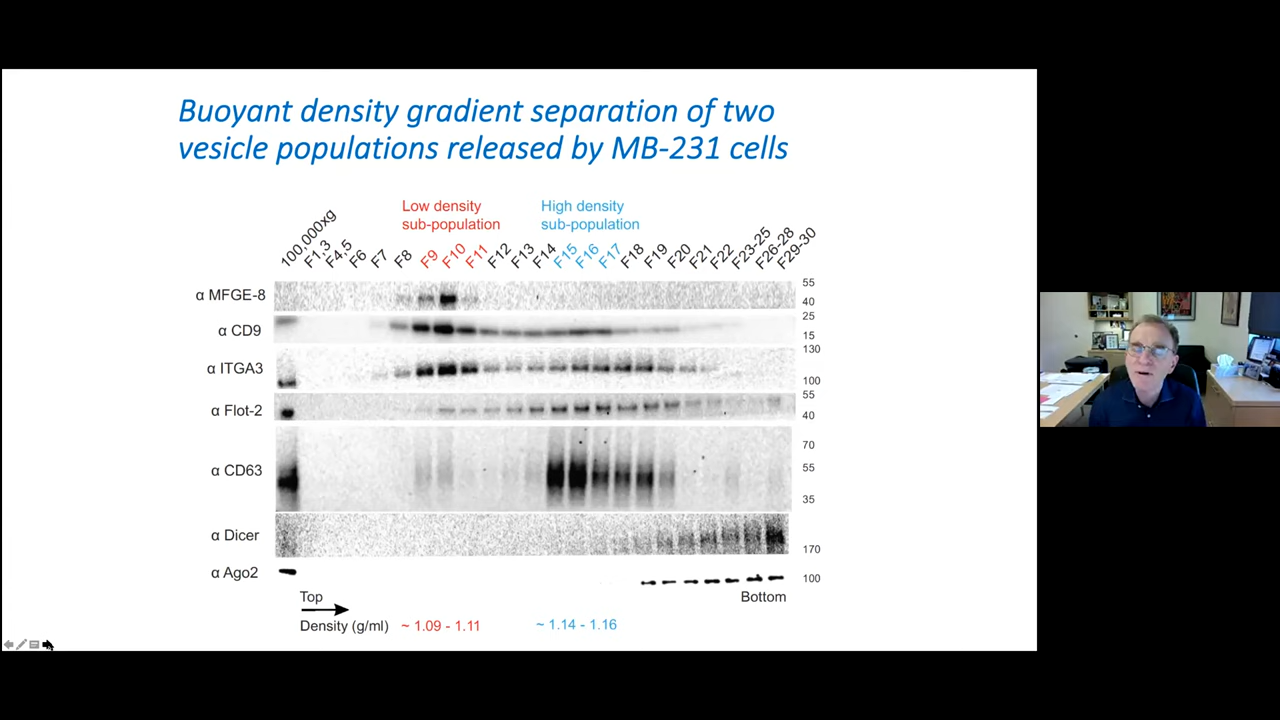 Buoyant density gradient separation of two
vesicle populations released by MB-231 cells
Low density
sub-population
High density
sub-population
100,000xg
F1,3
F4,5
F6
F7
F8
F9
F10
F11
F12
F13
F14
F15
F16
F17
F18
F19
F20
F21
F22
F23-25
F26-28
F29-30
α MFGE-8
55
40
α CD9
25
15
α ITGA3
130
100
α Flot-2
55
40
α CD63
70
55
35
α Dicer
170
α Ago2
100
Top
Bottom
Density (g/ml)
~ 1.09 - 1.11
~ 1.14 - 1.16